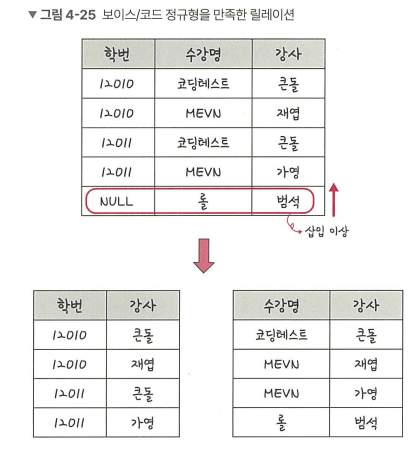 ▼ 그림 4-25 보이스/코드 정규형을 만족한 릴레이션
학번 수강명 강사
12010 코딩테스트 큰돌
12010 MEVN 재엽
12011 코딩테스트 큰돌
12011 MEVN 가영
NULL 롤 범석
삽입 이상
학번 강사
12010 큰돌
12010 재엽
12011 큰돌
12011 가영
수강명 강사
코딩테스트 큰돌
MEVN 재엽
MEVN 가영
롤 범석